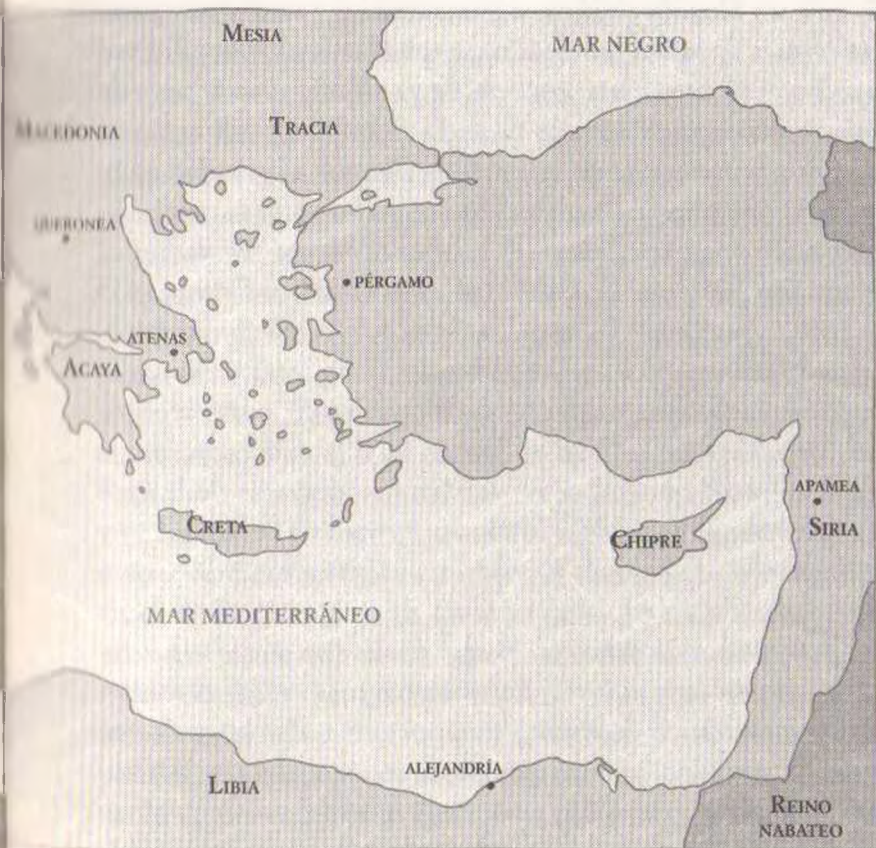 MESIA
MAR NEGRO
TRACIA
MACEDONIA
QUERONEA
PÉRGAMO
ATENAS
ACAYA
APAMEA
SIRIA
CRETA
CHIPRE
MAR MEDITERRÁNEO
ALEJANDRÍA
LIBIA
REINO
NABATEO